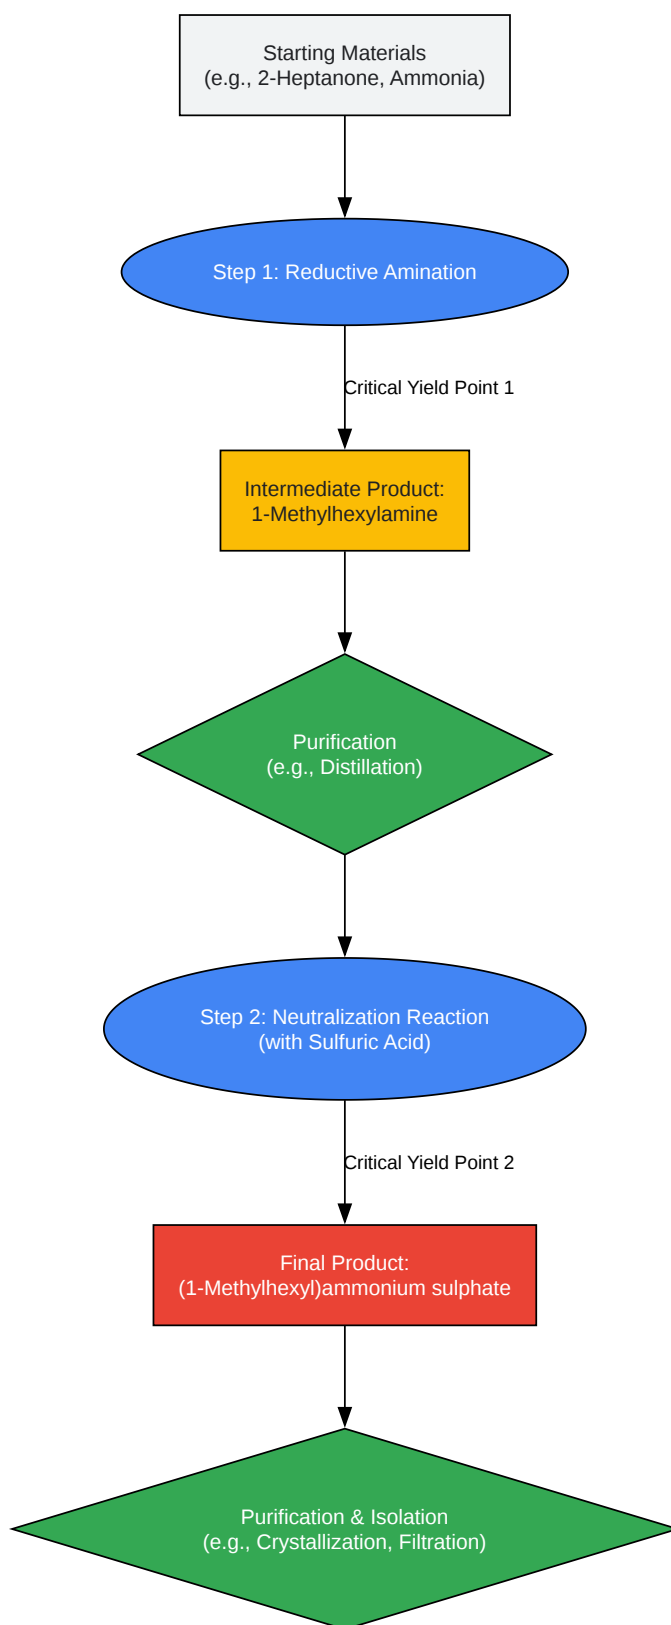 Starting Materials
(e.g., 2-Heptanone, Ammonia)
Step 1: Reductive Amination
Critical Yield Point 1
Intermediate Product:
1-Methylhexylamine
Purification
(e.g., Distillation)
Step 2: Neutralization Reaction
(with Sulfuric Acid)
Critical Yield Point 2
Final Product:
(1-Methylhexyl)ammonium sulphate
Purification & Isolation
(e.g., Crystallization, Filtration)